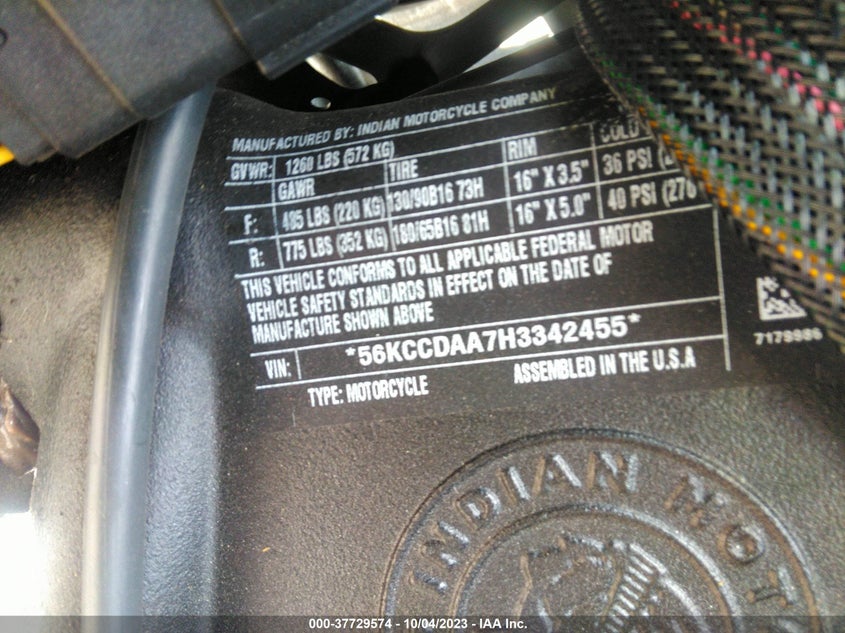 MANUFACTURED BY: INDIAN MOTORCYCLE COMPANY
GVWR: 1260 LBS (572 KG)
GAWR TIRE RIM COLD
F: 485 LBS (220 KG) 130/90B16 73H 16" X 3.5" 36 PSI
R: 775 LBS (352 KG) 180/65B16 81H 16" X 5.0" 40 PSI (276
THIS VEHICLE CONFORMS TO ALL APPLICABLE FEDERAL MOTOR
VEHICLE SAFETY STANDARDS IN EFFECT ON THE DATE OF
MANUFACTURE SHOWN ABOVE
VIN: *56KCCDAA7H3342455*
TYPE: MOTORCYCLE ASSEMBLED IN THE U.S.A
INDIAN MOT
000-37729574 - 10/04/2023 - IAA Inc.